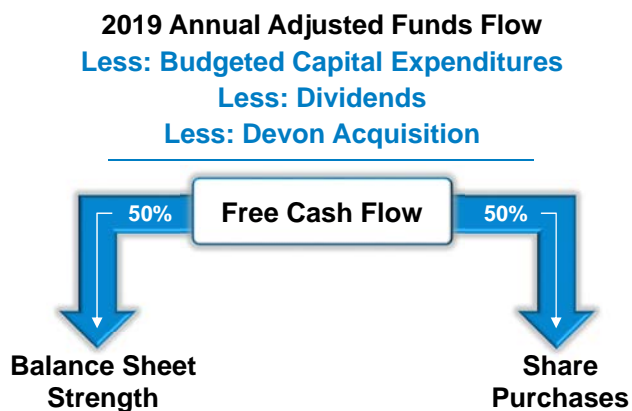 2019 Annual Adjusted Funds Flow
Less: Budgeted Capital Expenditures
Less: Dividends
Less: Devon Acquisition
50%
Free Cash Flow
50%
Balance Sheet
Strength
Share
Purchases